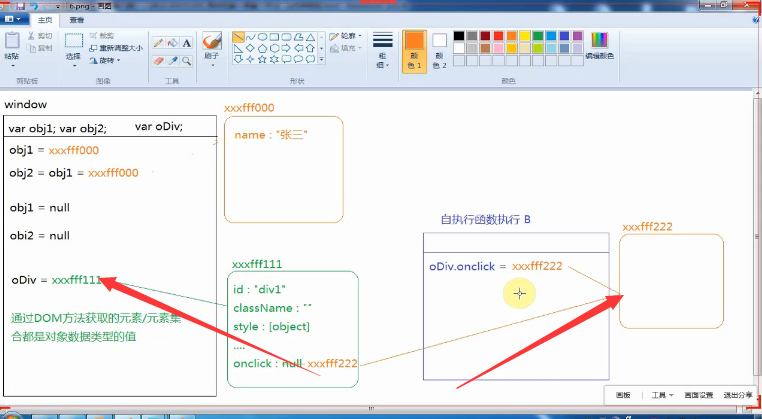 6.png - 画图
主页
查看
粘贴
剪切
复制
剪贴板
选择
裁剪
重新调整大小
旋转
图像
A
工具
刷子
形状
轮廓
填充
粗
细
颜
色 1
颜
色 2
颜色
编辑颜色
window
var obj1; var obj2;
var oDiv;
obj1 = xxxfff000
obj2 = obj1 = xxxfff000
obj1 = null
obi2 = null
oDiv = xxxfff111
通过DOM方法获取的元素/元素集
合都是对象数据类型的值
xxxfff000
name : "张三"
xxxfff111
id : "div1"
className : ""
style : [object]
....
onclick : null xxxfff222
自执行函数执行 B
oDiv.onclick = xxxfff222
xxxfff222
画板
工具
画面设置
退出分享